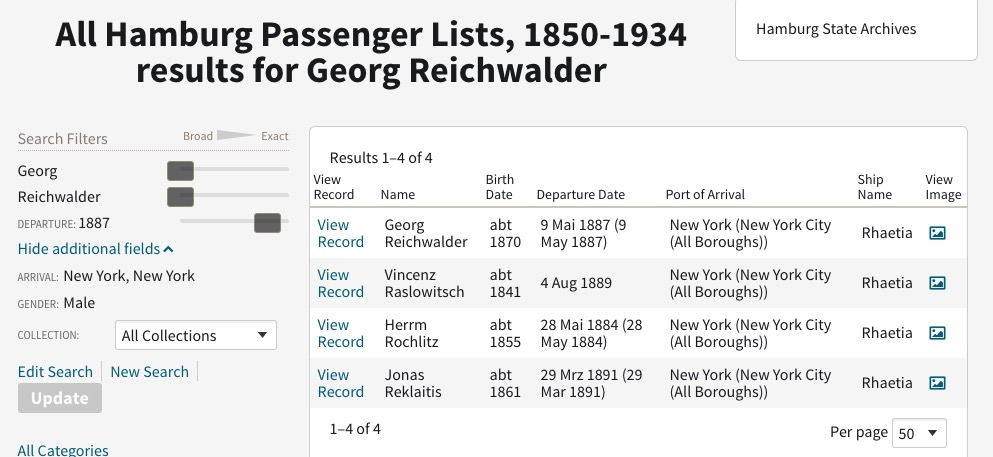 All Hamburg Passenger Lists, 1850-1934
results for Georg Reichwalder
Hamburg State Archives
Search Filters
Broad Exact
Georg
Reichwalder
DEPARTURE: 1887
Hide additional fields
ARRIVAL: New York, New York
GENDER: Male
COLLECTION: All Collections
Edit Search New Search
Update
All Categories
Results 1–4 of 4
View Record Name Birth Date Departure Date Port of Arrival Ship Name View Image
View Record Georg Reichwalder abt 1870 9 Mai 1887 (9 May 1887) New York (New York City (All Boroughs)) Rhaetia
View Record Vincenz Raslowitsch abt 1841 4 Aug 1889 New York (New York City (All Boroughs)) Rhaetia
View Record Herrm Rochlitz abt 1855 28 Mai 1884 (28 May 1884) New York (New York City (All Boroughs)) Rhaetia
View Record Jonas Reklaitis abt 1861 29 Mrz 1891 (29 Mar 1891) New York (New York City (All Boroughs)) Rhaetia
1–4 of 4
Per page 50